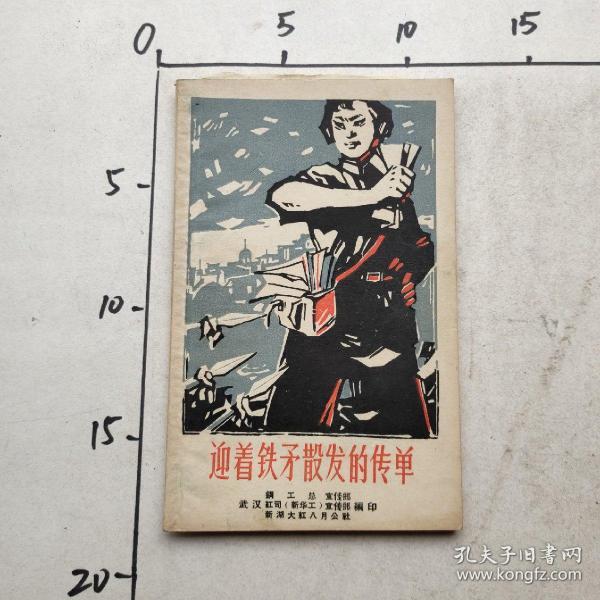 0 5 10 15
5
10
15
20
迎着铁矛散发的传单
鋼工总 宣传部
武汉 红司（新华工）宣传部 編印
新湖大红八月公社
孔夫子旧书网
www.kongfz.com